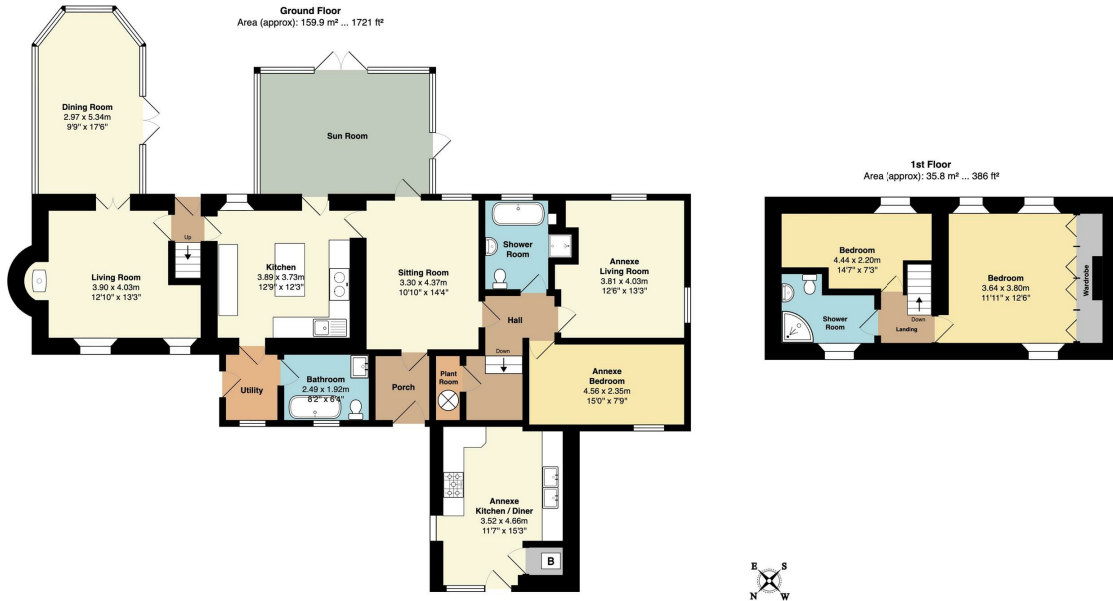 Ground Floor
Area (approx): 159.9 m² ... 1721 ft²
Dining Room
2.97 x 5.34m
9'9" x 17'6"
Sun Room
Living Room
3.90 x 4.03m
12'10" x 13'3"
Up
Kitchen
3.89 x 3.73m
12'9" x 12'3"
Sitting Room
3.30 x 4.37m
10'10" x 14'4"
Shower
Room
Annexe
Living Room
3.81 x 4.03m
12'6" x 13'3"
Hall
Down
Utility
Bathroom
2.49 x 1.92m
8'2" x 6'4"
Porch
Plant
Room
Annexe
Bedroom
4.56 x 2.35m
15'0" x 7'9"
Annexe
Kitchen / Diner
3.52 x 4.66m
11'7" x 15'3"
B
1st Floor
Area (approx): 35.8 m² ... 386 ft²
Bedroom
4.44 x 2.20m
14'7" x 7'3"
Shower
Room
Down
Landing
Bedroom
3.64 x 3.80m
11'11" x 12'6"
Wardrobe
E S
N W